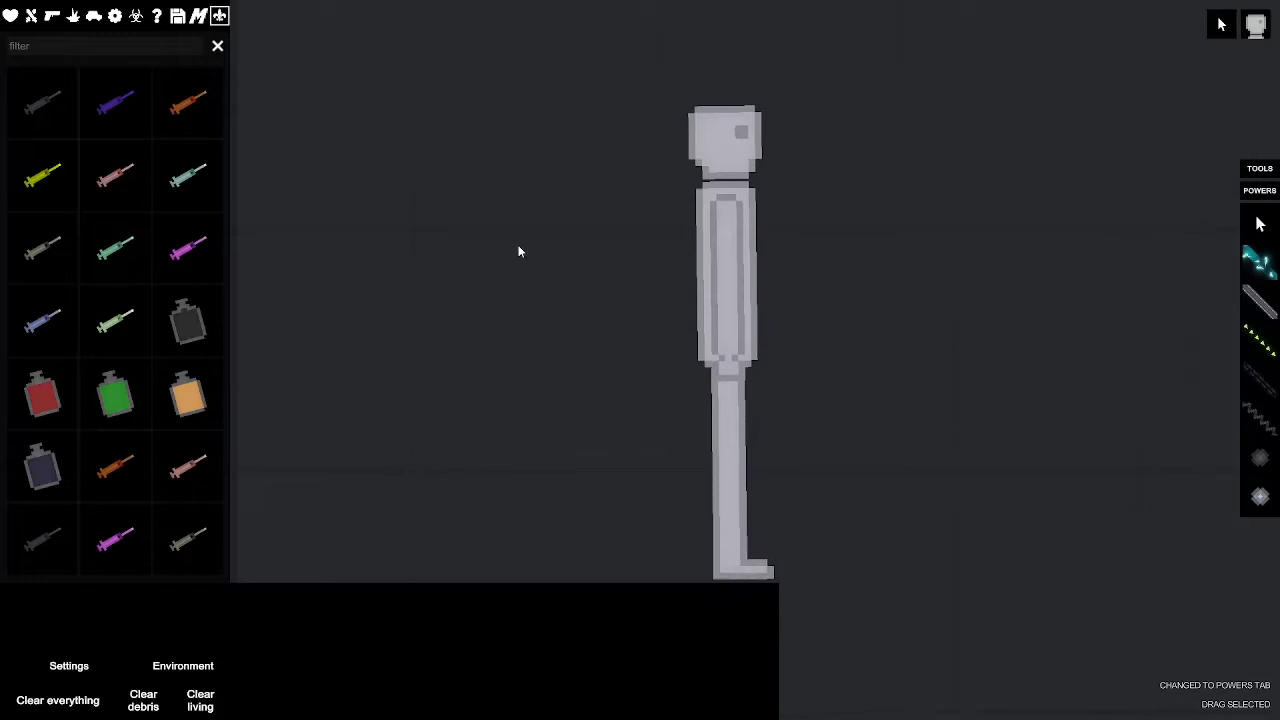 filter
TOOLS
POWERS
Settings
Environment
Clear everything
Clear
debris
Clear
living
CHANGED TO POWERS TAB
DRAG SELECTED